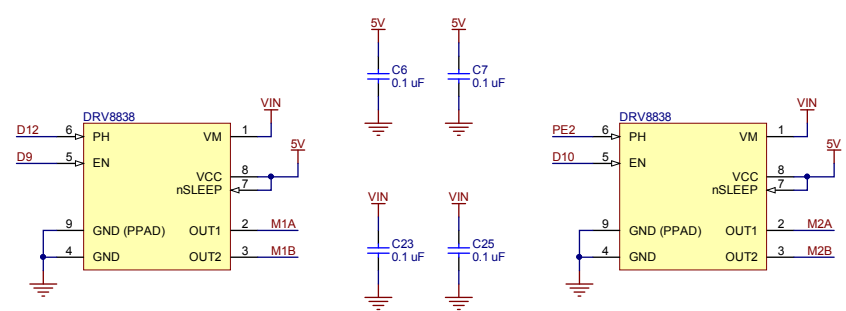 5V
5V
C6
0.1 uF
C7
0.1 uF
DRV8838
VIN
D12
6
PH
VM
1
D9
5
EN
5V
VCC
8
nSLEEP
7
9
GND (PPAD)
OUT1
2
M1A
4
GND
OUT2
3
M1B
VIN
VIN
C23
0.1 uF
C25
0.1 uF
DRV8838
VIN
PE2
6
PH
VM
1
D10
5
EN
5V
VCC
8
nSLEEP
7
9
GND (PPAD)
OUT1
2
M2A
4
GND
OUT2
3
M2B